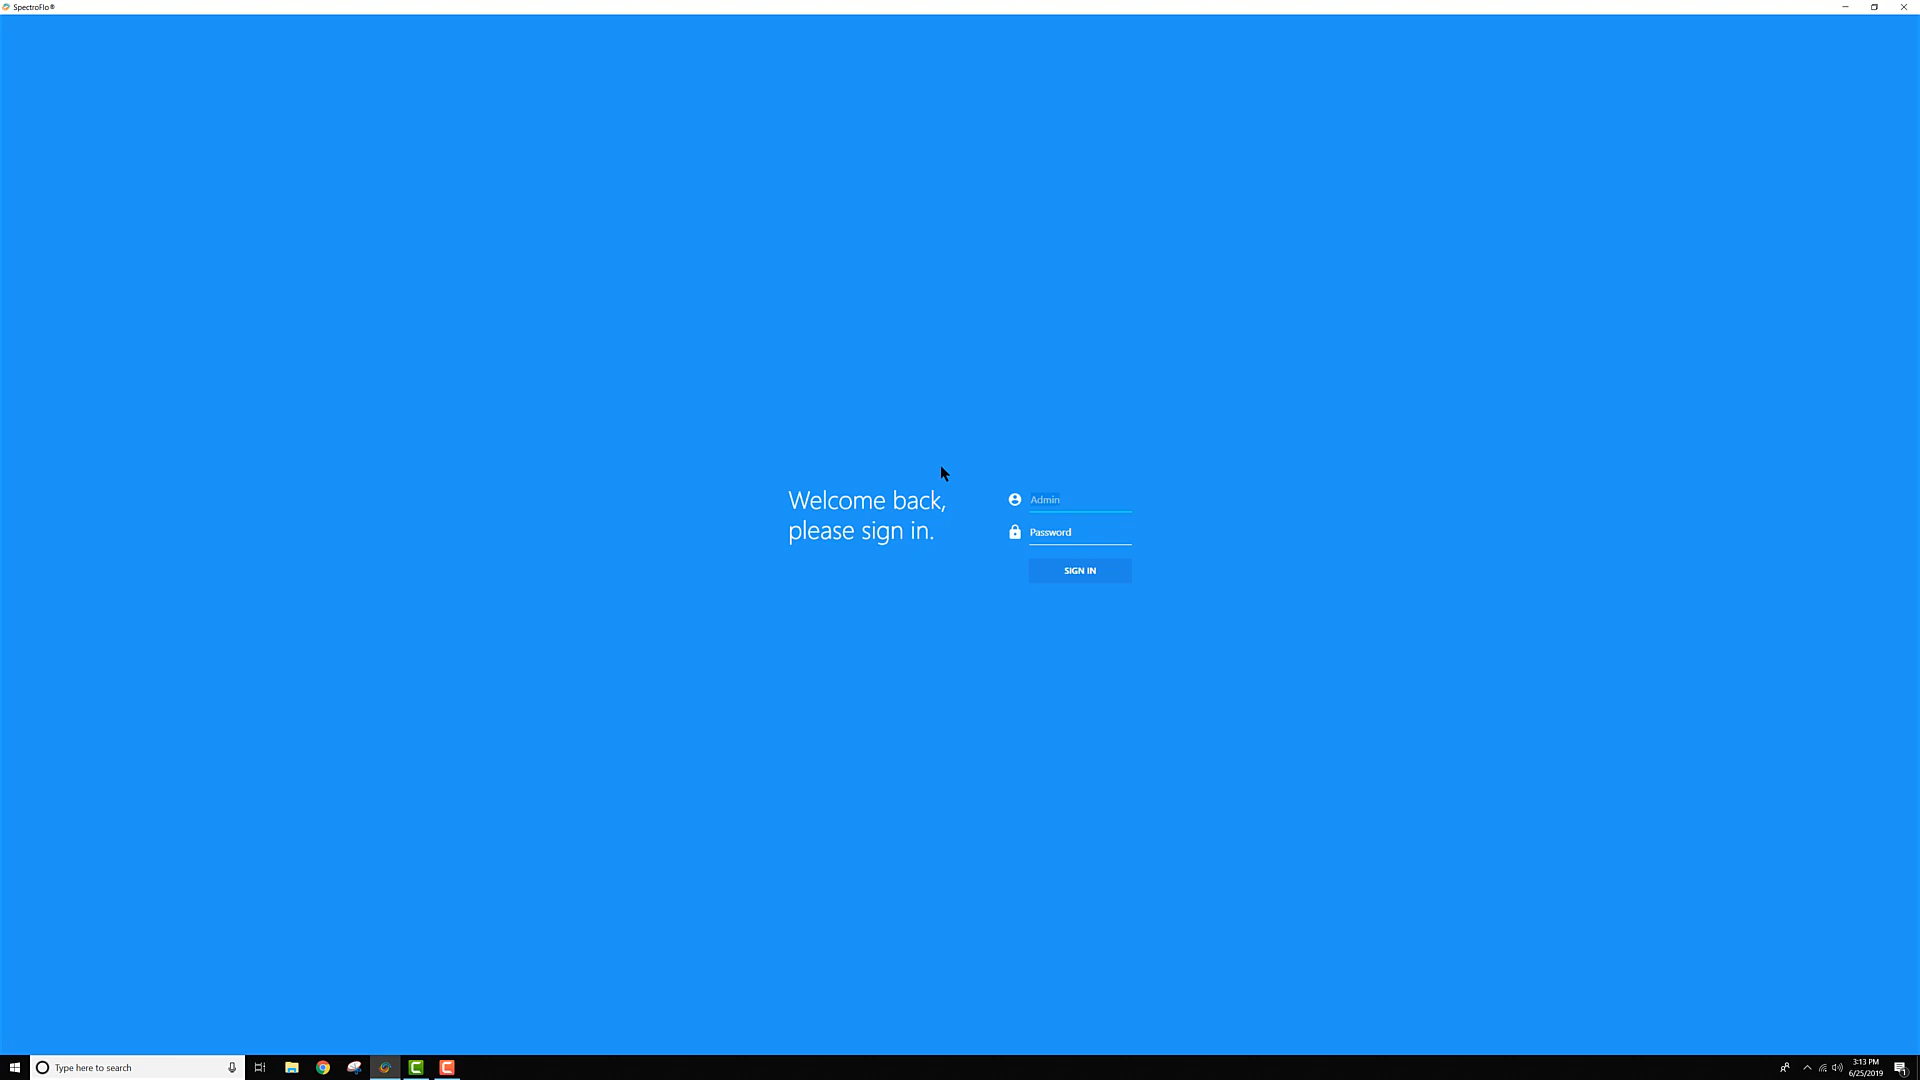 SpectroFlo®
Welcome back,
please sign in.
Admin
Password
SIGN IN
Type here to search
3:13 PM
6/25/2019
1